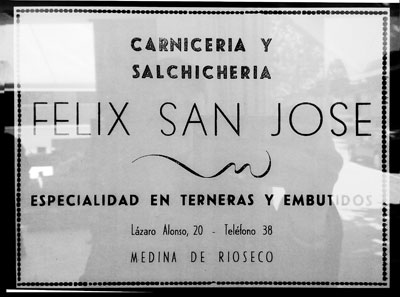 CARNICERIA Y
SALCHICHERIA
FELIX SAN JOSE
ESPECIALIDAD EN TERNERAS Y EMBUTIDOS
Lázaro Alonso, 20 - Teléfono 38
MEDINA DE RIOSECO